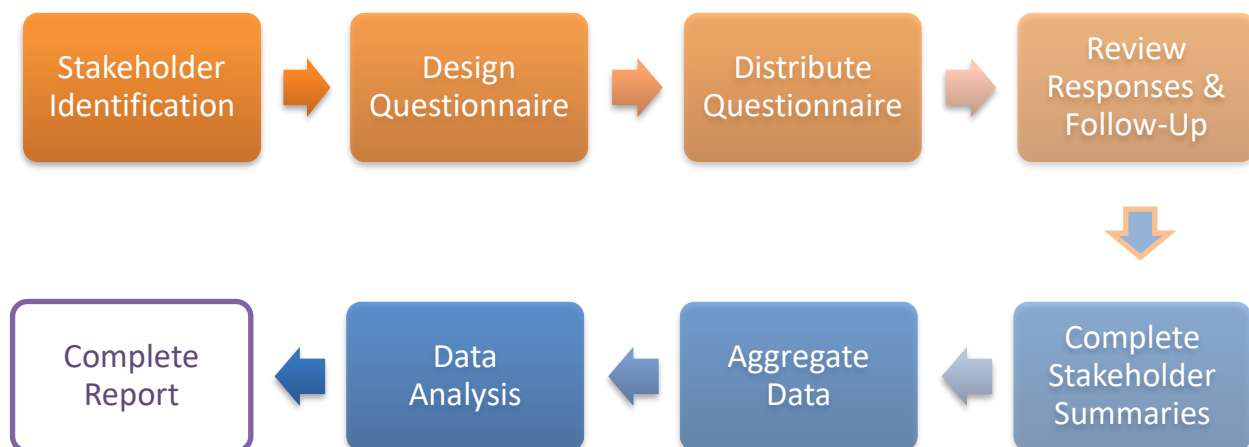 Stakeholder
Identification
Design
Questionnaire
Distribute
Questionnaire
Review
Responses &
Follow-Up
Complete
Stakeholder
Summaries
Aggregate
Data
Data
Analysis
Complete
Report